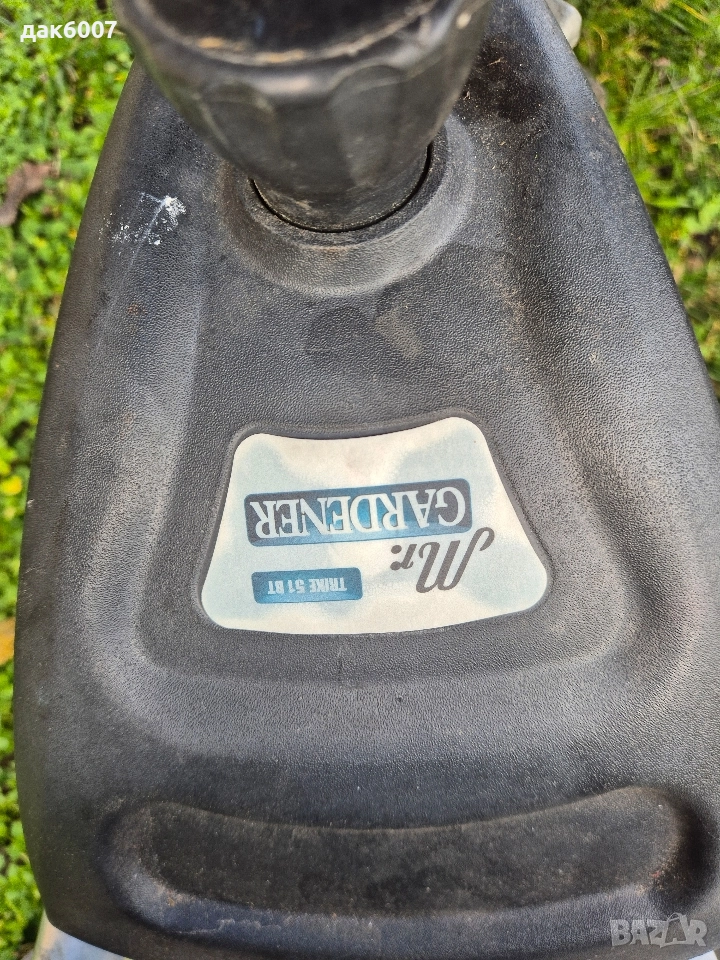 дак6007
Mr.
GARDENER
TRIKE 51 BT
BAZAR